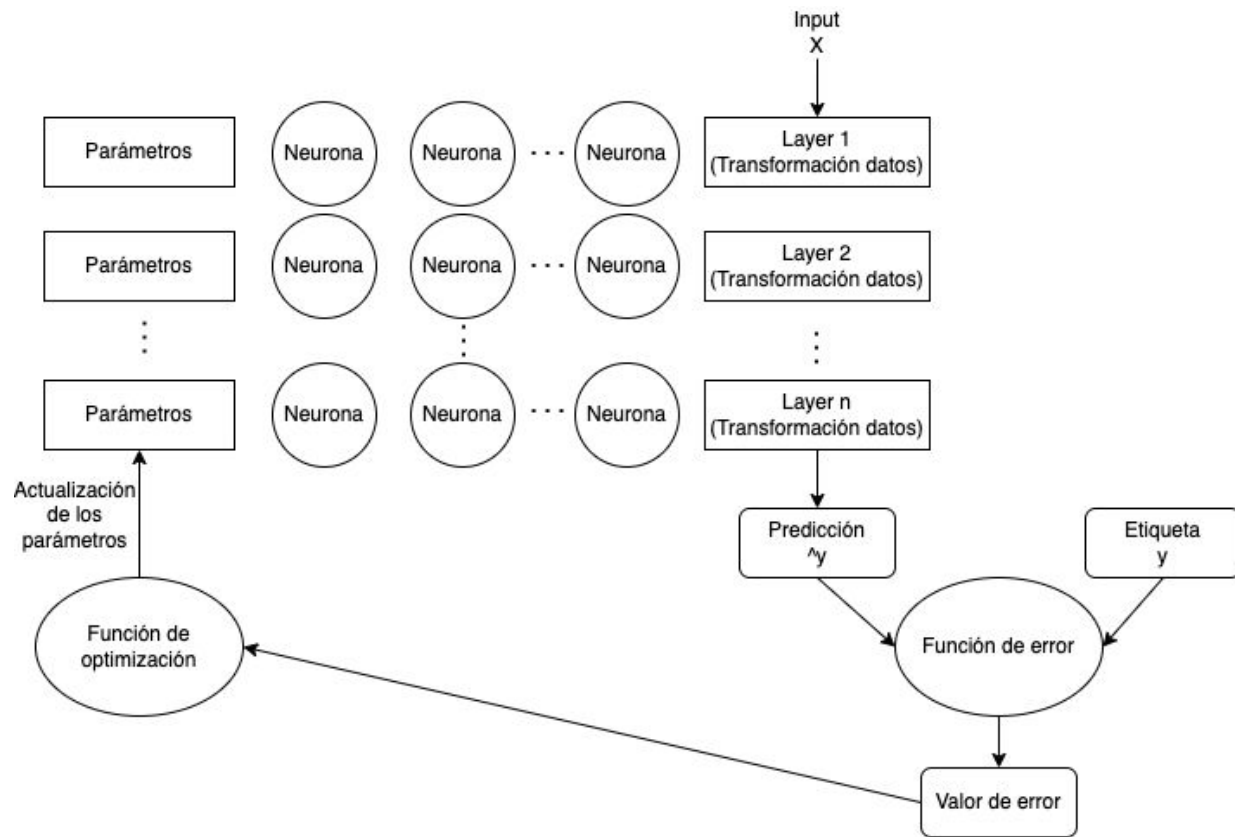 Input
X
Parámetros
Neurona
Neurona
Neurona
Layer 1
(Transformación datos)
Parámetros
Neurona
Neurona
Neurona
Layer 2
(Transformación datos)
Parámetros
Neurona
Neurona
Neurona
Layer n
(Transformación datos)
Actualización
de los
parámetros
Predicción
^y
Etiqueta
y
Función de
optimización
Función de error
Valor de error